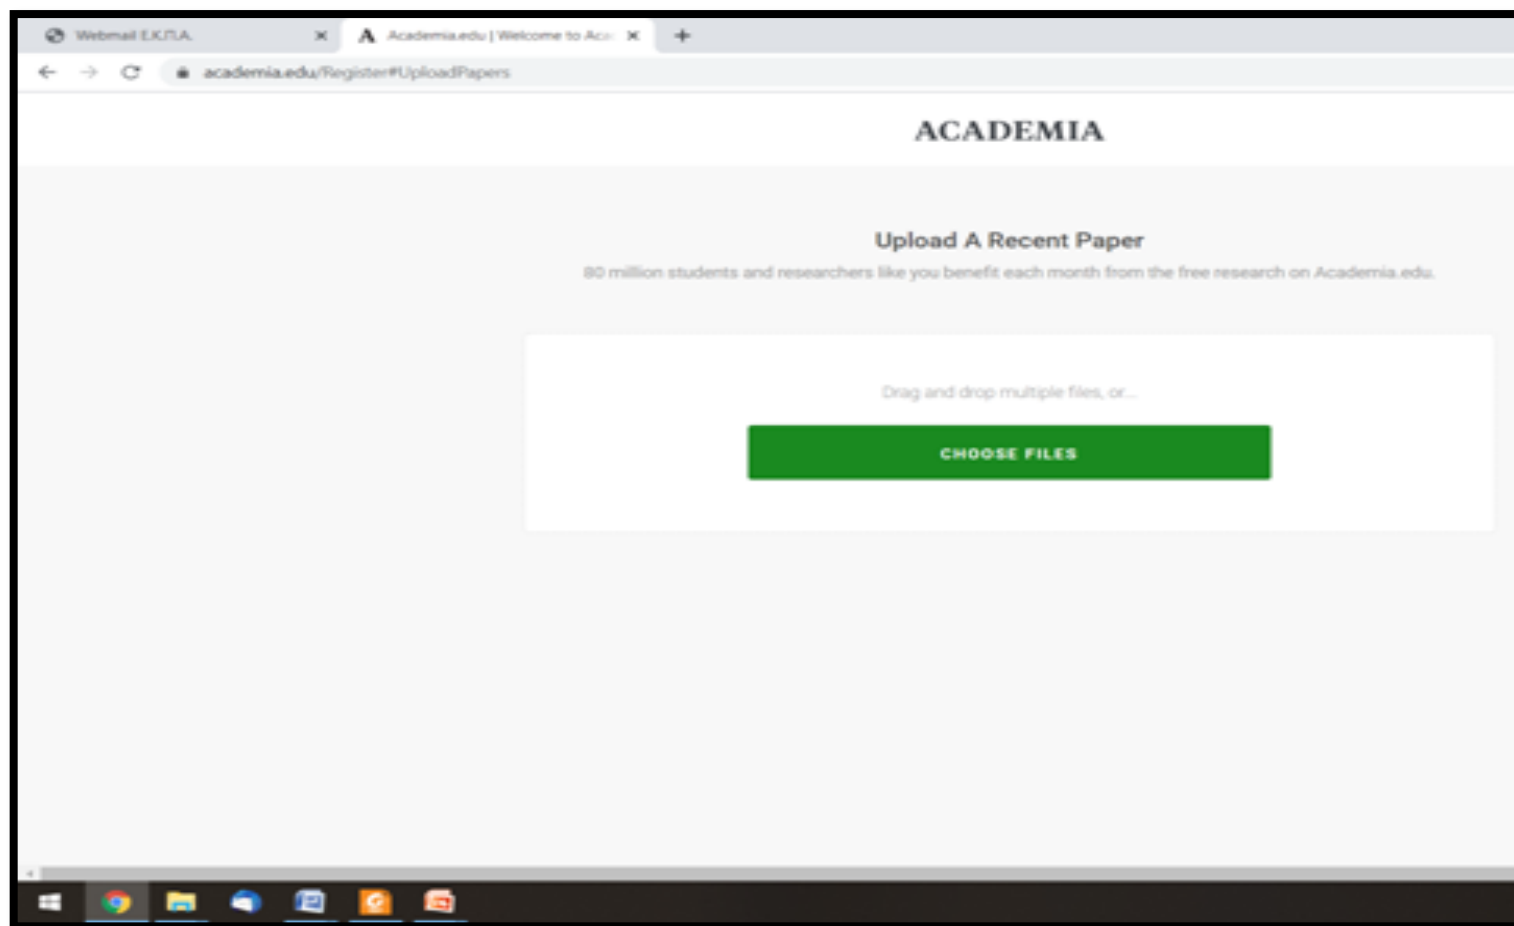 Webmail Ε.Κ.Π.Α.
A Academia.edu | Welcome to Aca
academia.edu/Register#UploadPapers
ACADEMIA
Upload A Recent Paper
80 million students and researchers like you benefit each month from the free research on Academia.edu.
Drag and drop multiple files, or...
CHOOSE FILES